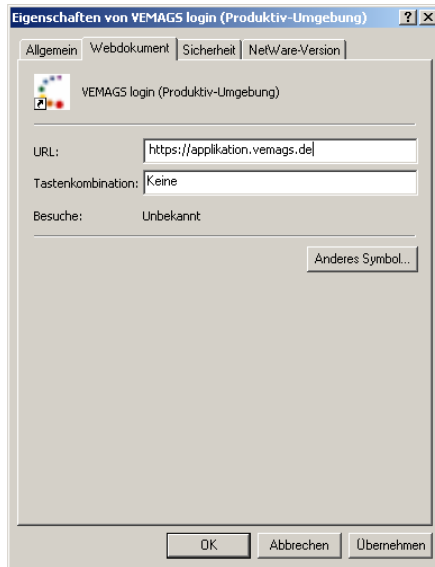 Eigenschaften von VEMAGS login (Produktiv-Umgebung)
Allgemein Webdokument Sicherheit NetWare-Version
VEMAGS login (Produktiv-Umgebung)
URL: https://applikation.vemags.de
Tastenkombination: Keine
Besuche: Unbekannt
Anderes Symbol...
OK Abbrechen Übernehmen